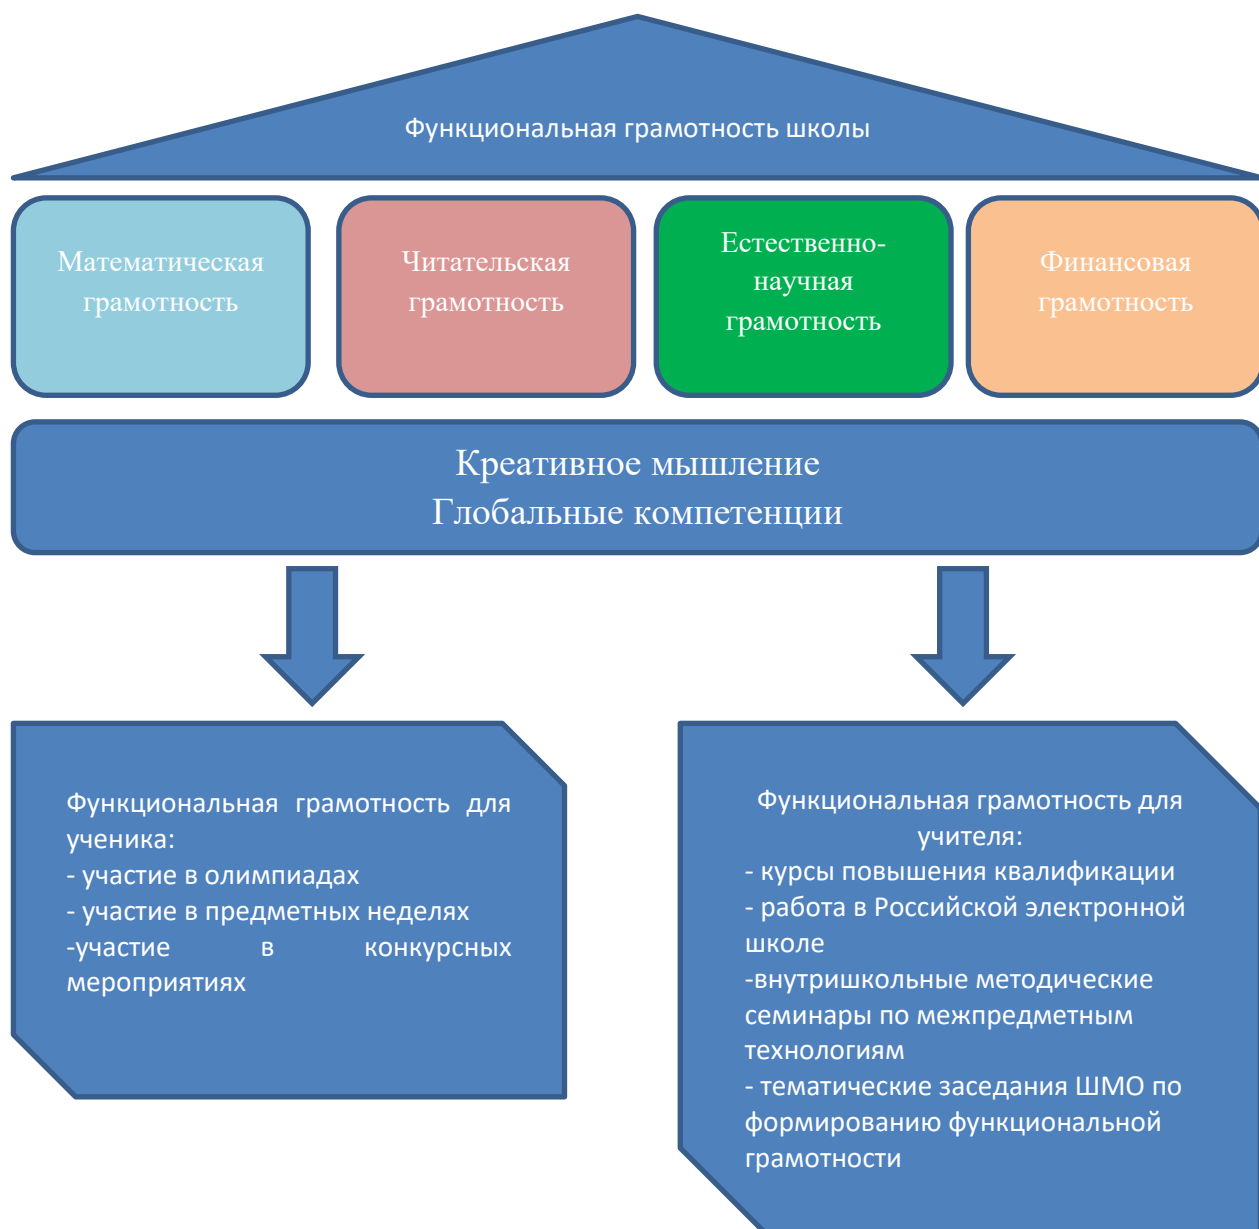 Функциональная грамотность школы
Математическая
грамотность
Читательская
грамотность
Естественно-
научная
грамотность
Финансовая
грамотность
Креативное мышление
Глобальные компетенции
Функциональная грамотность для
ученика:
- участие в олимпиадах
- участие в предметных неделях
-участие в конкурсных
мероприятиях
Функциональная грамотность для
учителя:
- курсы повышения квалификации
- работа в Российской электронной
школе
-внутришкольные методические
семинары по межпредметным
технологиям
- тематические заседания ШМО по
формированию функциональной
грамотности